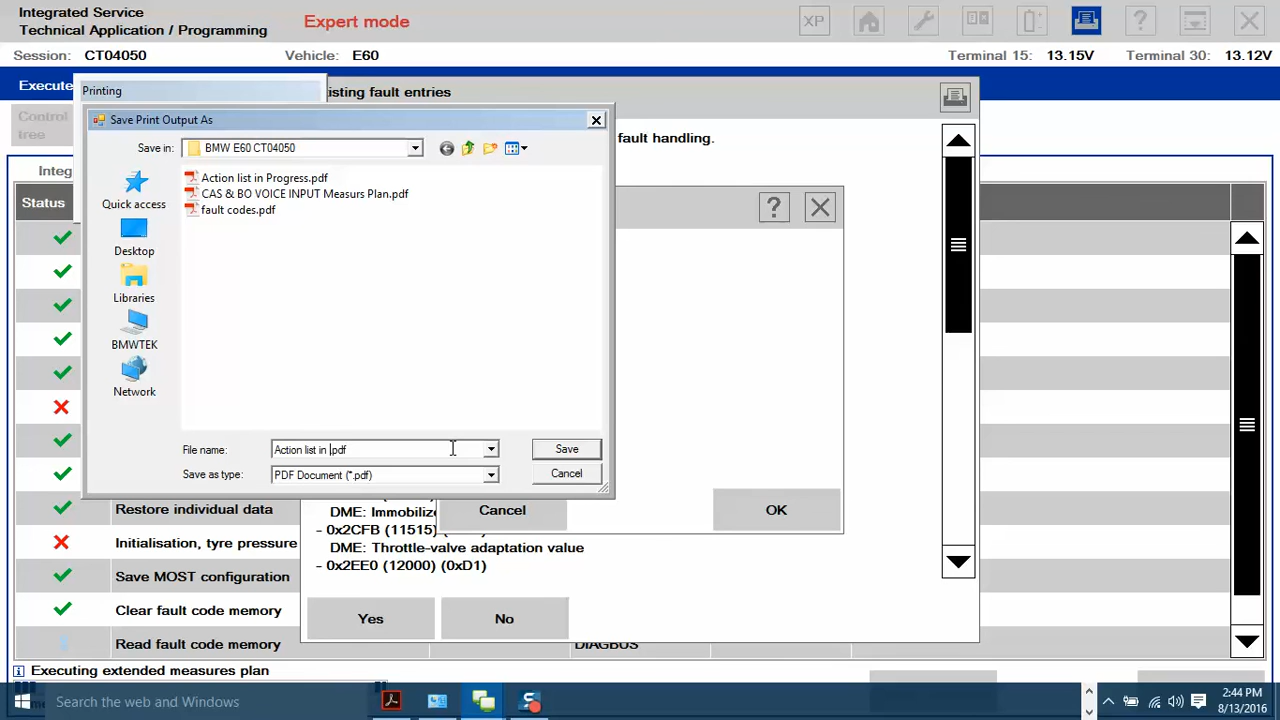 Integrated Service
Technical Application / Programming
Expert mode
XP
Session: CT04050
Vehicle: E60
Terminal 15: 13.15V
Terminal 30: 13.12V
Printing
isting fault entries
Control
tree
Save Print Output As
fault handling.
Save in: BMW E60 CT04050
Action list in Progress.pdf
CAS & BO VOICE INPUT Measurs Plan.pdf
fault codes.pdf
Quick access
Desktop
Libraries
BMWTEK
Network
Status
File name: Action list in .pdf
Save
Save as type: PDF Document (*.pdf)
Cancel
Cancel
OK
DME: Immobiliz
- 0x2CFB (11515)
DME: Throttle-valve adaptation value
- 0x2EE0 (12000) (0xD1)
Restore individual data
Initialisation, tyre pressure
Save MOST configuration
Clear fault code memory
Read fault code memory
DIAGBUS
Yes
No
Executing extended measures plan
Search the web and Windows
2:44 PM
8/13/2016